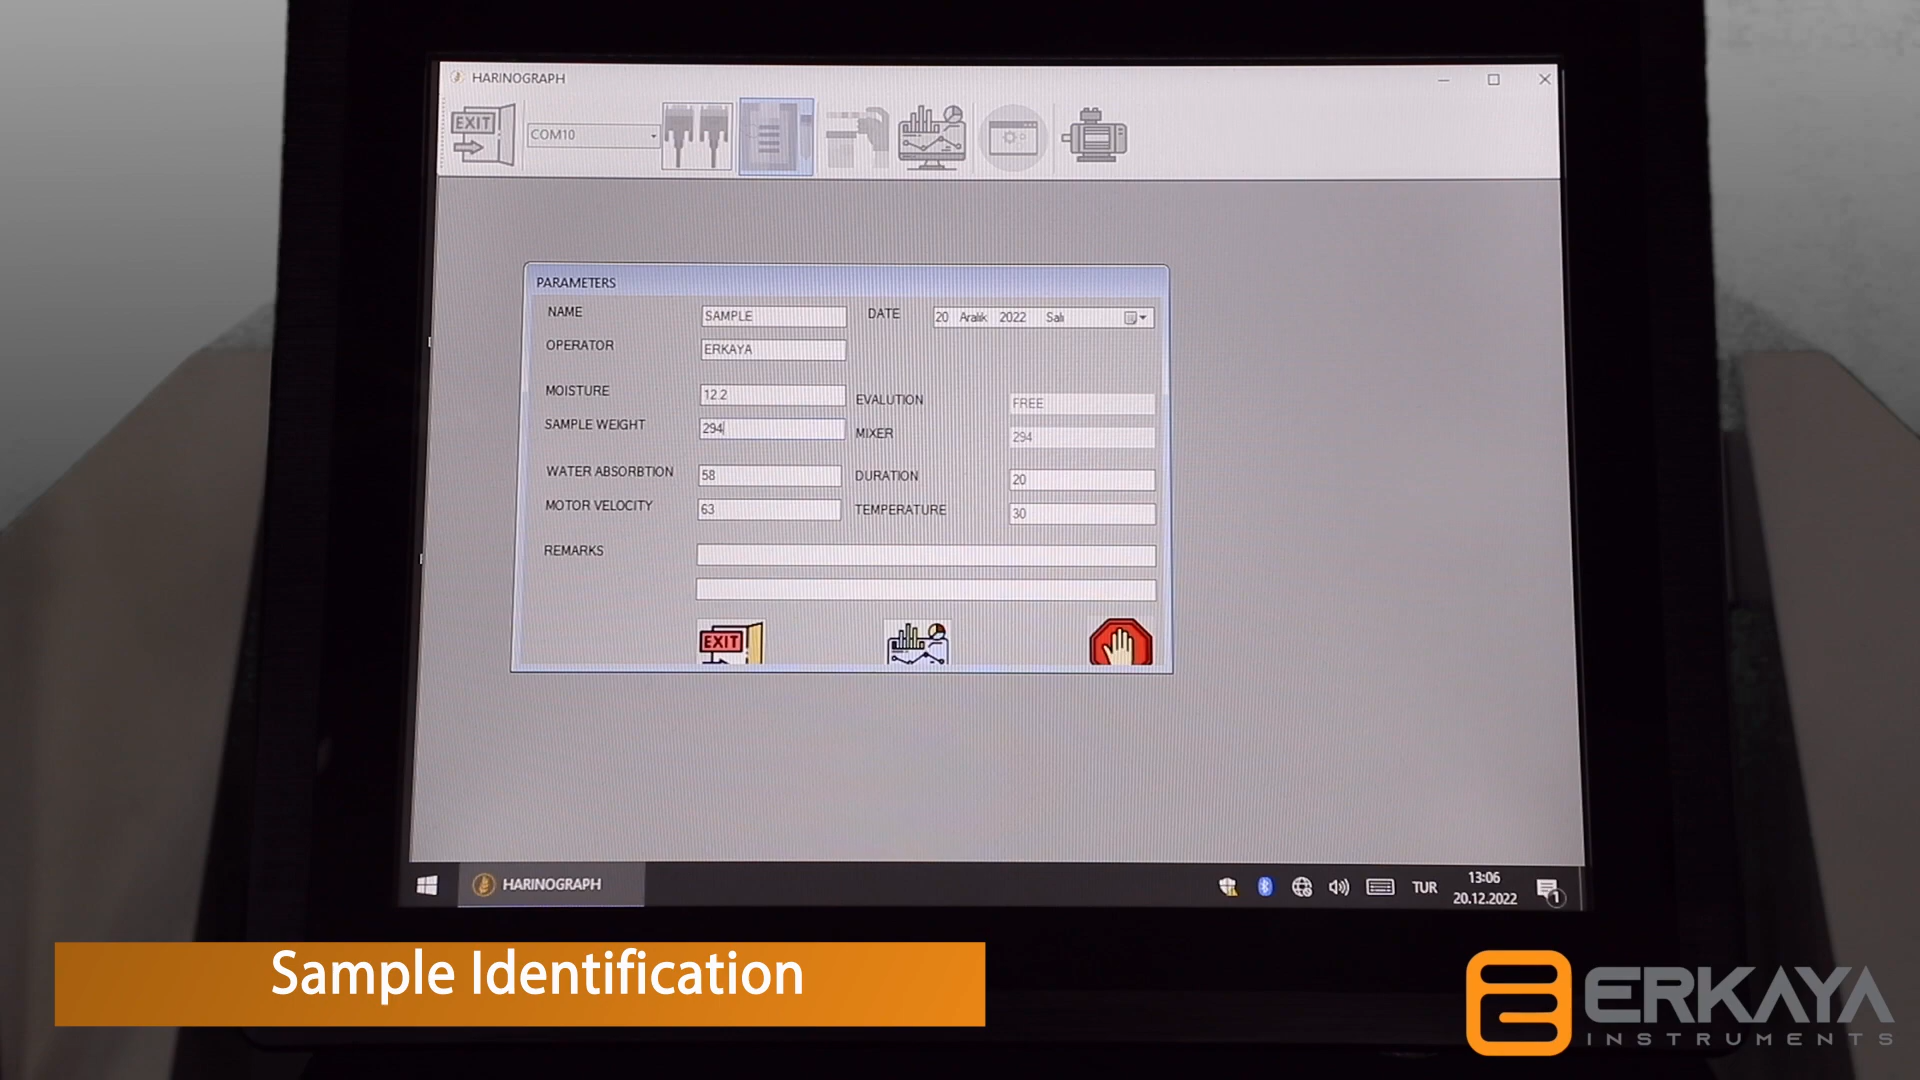 HARINOGRAPH
EXIT
COM10
PARAMETERS
NAME SAMPLE DATE 20 Aralık 2022 Salı
OPERATOR ERKAYA
MOISTURE 12.2 EVALUTION FREE
SAMPLE WEIGHT 294 MIXER 294
WATER ABSORBTION 58 DURATION 20
MOTOR VELOCITY 63 TEMPERATURE 30
REMARKS
EXIT
HARINOGRAPH TUR 13:06
20.12.2022 1
Sample Identification
ERKAYA
INSTRUMENTS